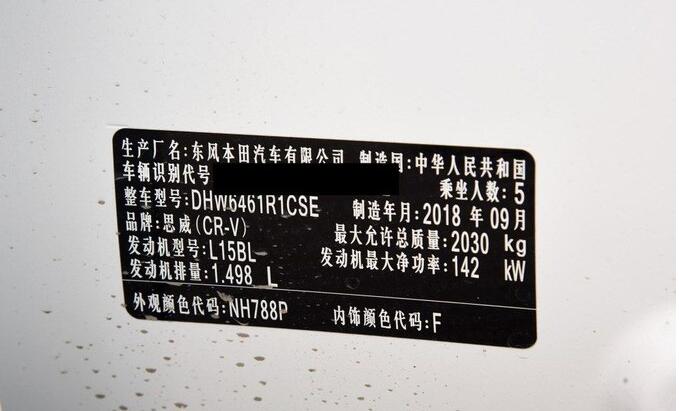 生产厂名:东风本田汽车有限公司 制造国:中华人民共和国
车辆识别代号 乘坐人数:5
整车型号:DHW6461R1CSE 制造年月:2018 年 09月
品牌:思威(CR-V) 最大允许总质量:2030 kg
发动机型号:L15BL 发动机最大净功率:142 kW
发动机排量:1.498 L
外观颜色代码:NH788P 内饰颜色代码:F